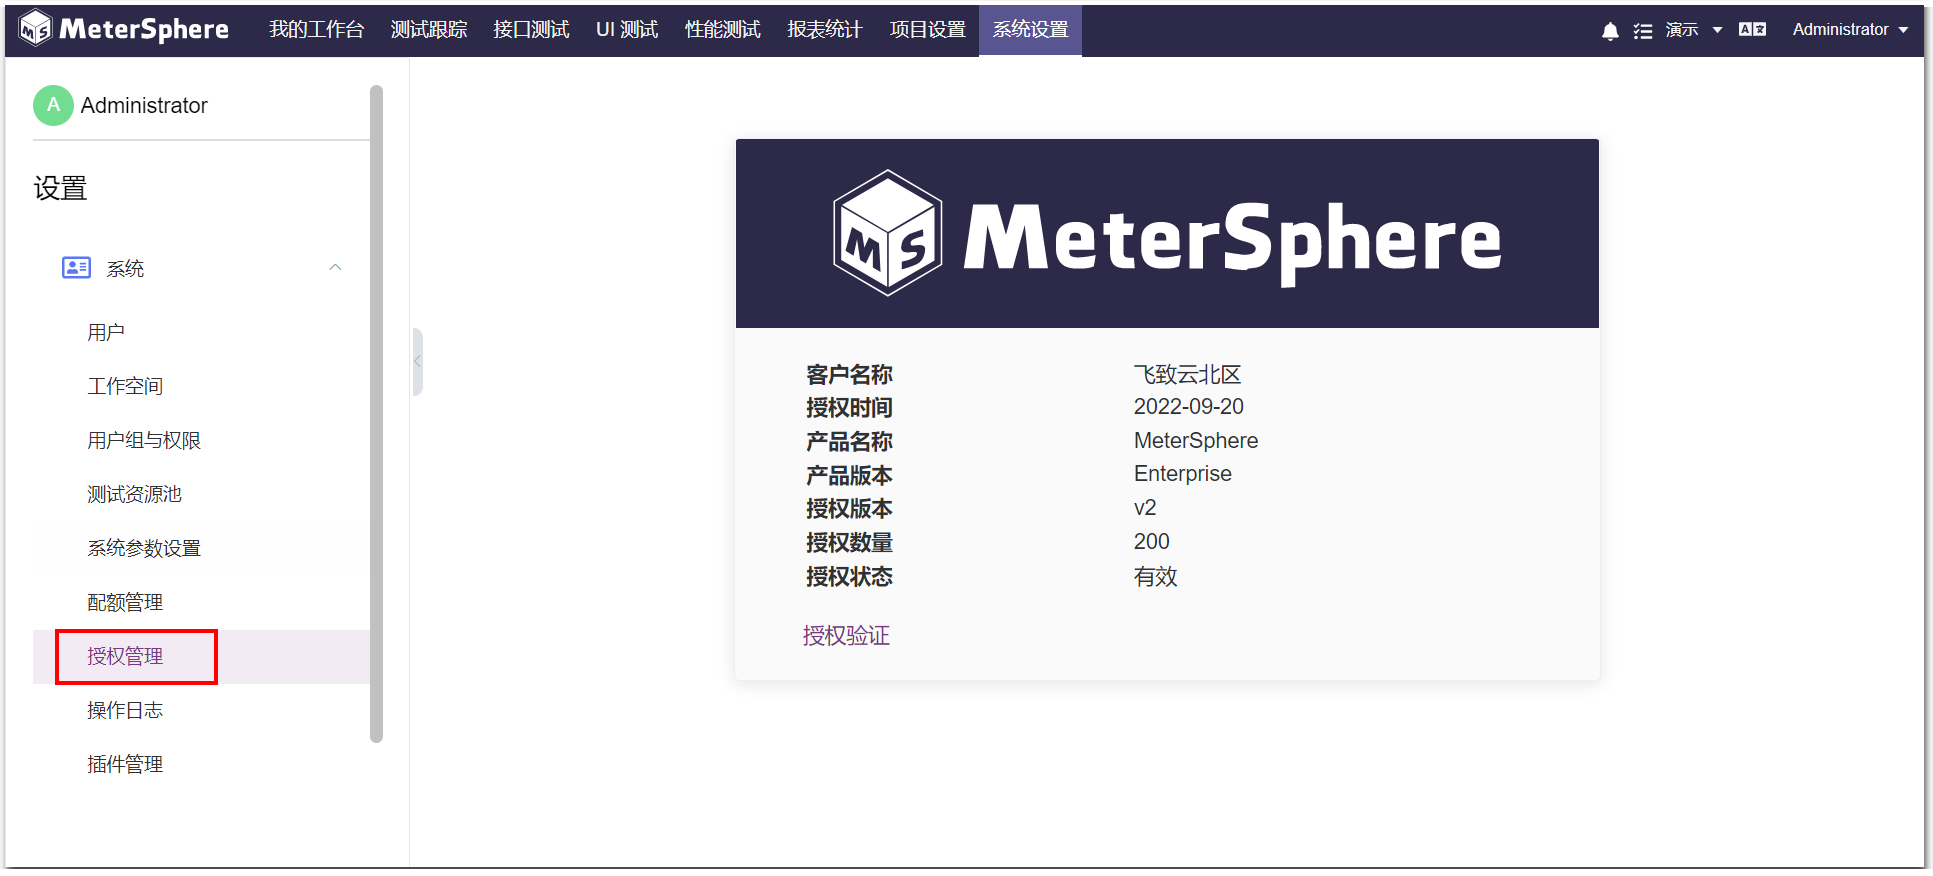 MS MeterSphere 我的工作台 测试跟踪 接口测试 UI 测试 性能测试 报表统计 项目设置 系统设置 演示 A Administrator
A Administrator
设置
系统
用户
工作空间
用户组与权限
测试资源池
系统参数设置
配额管理
授权管理
操作日志
插件管理
MS MeterSphere
客户名称 飞致云北区
授权时间 2022-09-20
产品名称 MeterSphere
产品版本 Enterprise
授权版本 v2
授权数量 200
授权状态 有效
授权验证